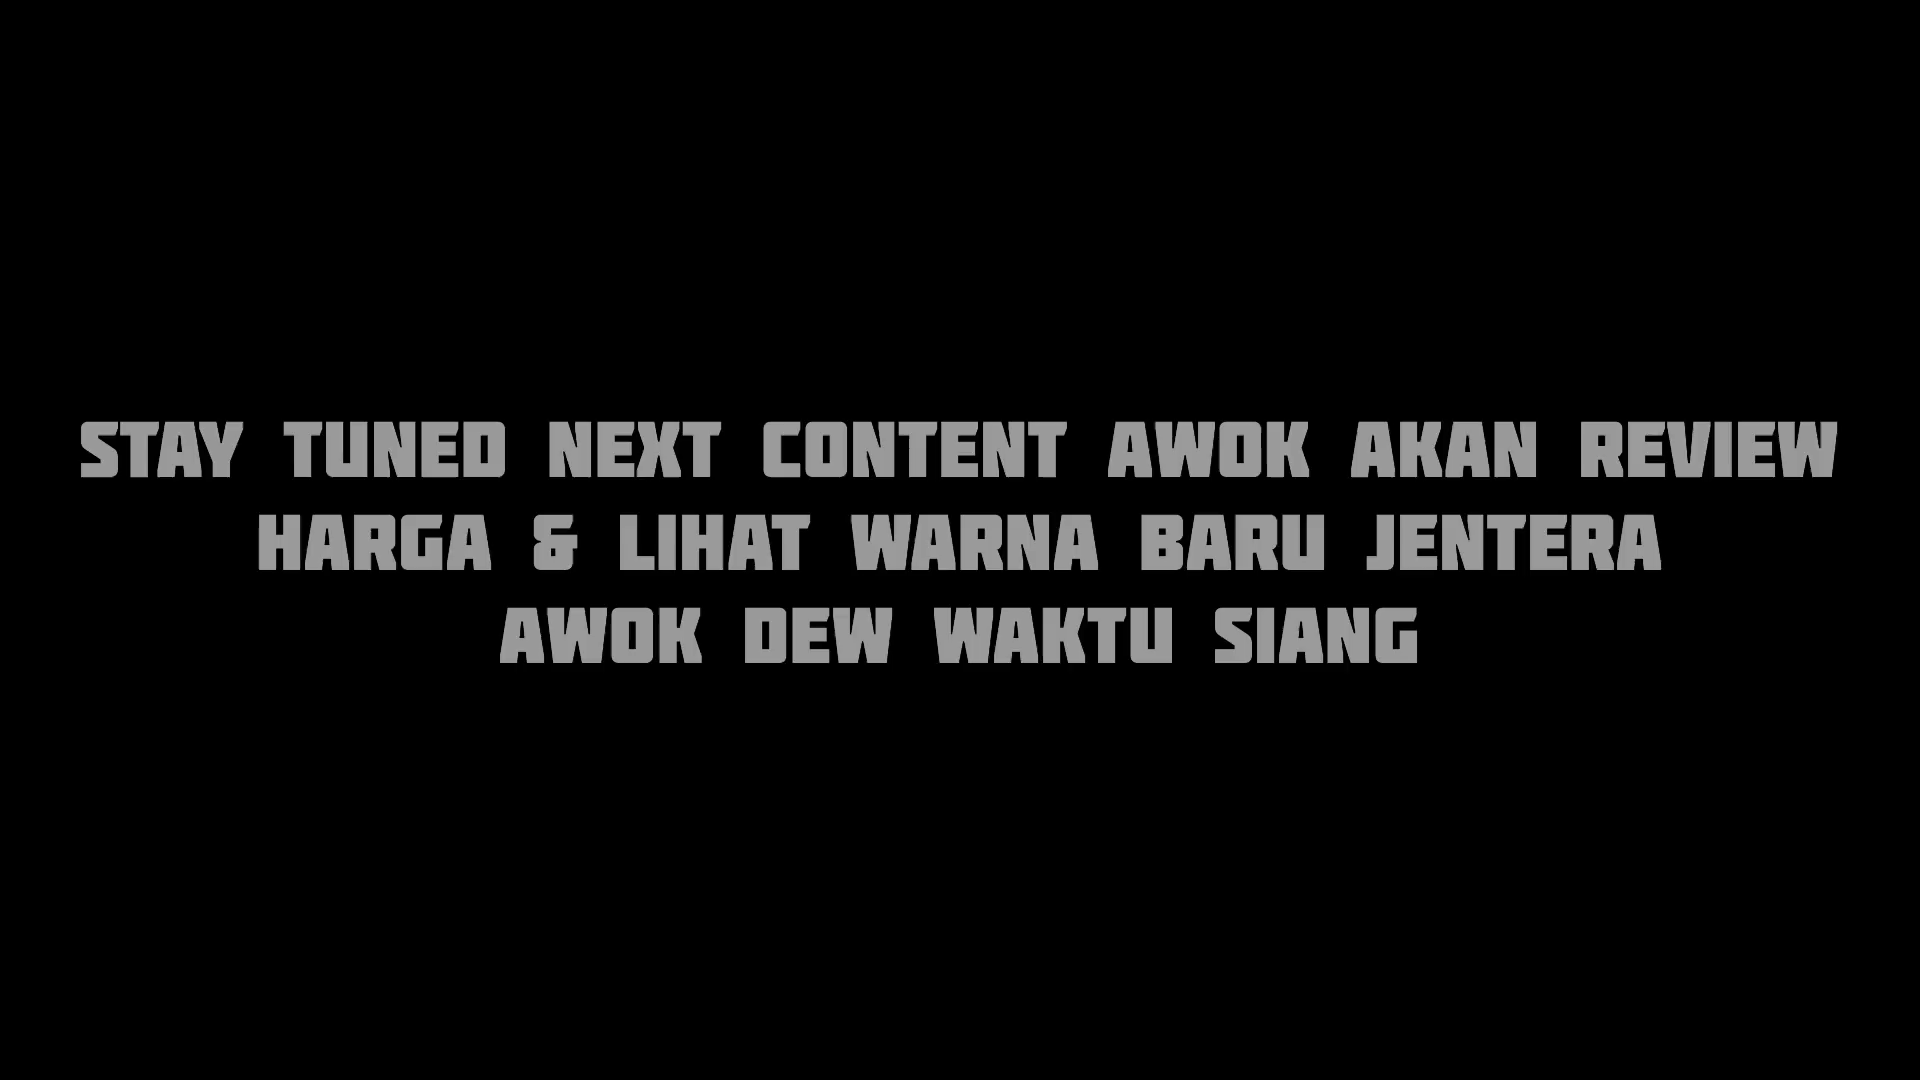 STAY TUNED NEXT CONTENT AWOK AKAN REVIEW
HARGA & LIHAT WARNA BARU JENTERA
AWOK DEW WAKTU SIANG